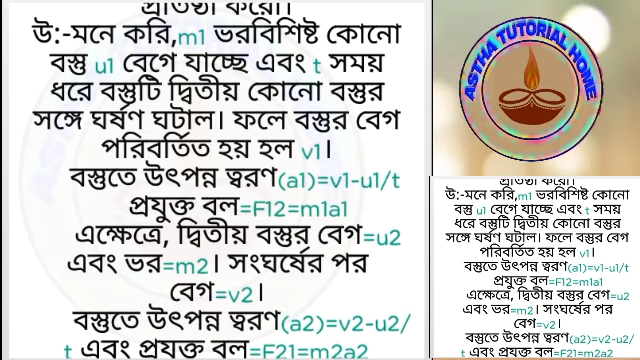 প্রতিষ্ঠা করো।
উ:-মনে করি,m1 ভরবিশিষ্ট কোনো
বস্তু u1 বেগে যাচ্ছে এবং t সময়
ধরে বস্তুটি দ্বিতীয় কোনো বস্তুর
সঙ্গে ঘর্ষণ ঘটাল। ফলে বস্তুর বেগ
পরিবর্তিত হয় হল v1।
বস্তুতে উৎপন্ন ত্বরণ(a1)=v1-u1/t
প্রযুক্ত বল=F12=m1a1
এক্ষেত্রে, দ্বিতীয় বস্তুর বেগ=u2
এবং ভর=m2। সংঘর্ষের পর
বেগ=v2।
বস্তুতে উৎপন্ন ত্বরণ(a2)=v2-u2/
t এবং প্রযুক্ত বল=F21=m2a2
ASTHA TUTORIAL HOME
প্রতিষ্ঠা করো।
উ:-মনে করি,m1 ভরবিশিষ্ট কোনো
বস্তু u1 বেগে যাচ্ছে এবং t সময়
ধরে বস্তুটি দ্বিতীয় কোনো বস্তুর
সঙ্গে ঘর্ষণ ঘটাল। ফলে বস্তুর বেগ
পরিবর্তিত হয় হল v1।
বস্তুতে উৎপন্ন ত্বরণ(a1)=v1-u1/t
প্রযুক্ত বল=F12=m1a1
এক্ষেত্রে, দ্বিতীয় বস্তুর বেগ=u2
এবং ভর=m2। সংঘর্ষের পর
বেগ=v2।
বস্তুতে উৎপন্ন ত্বরণ(a2)=v2-u2/
t এবং প্রযুক্ত বল=F21=m2a2